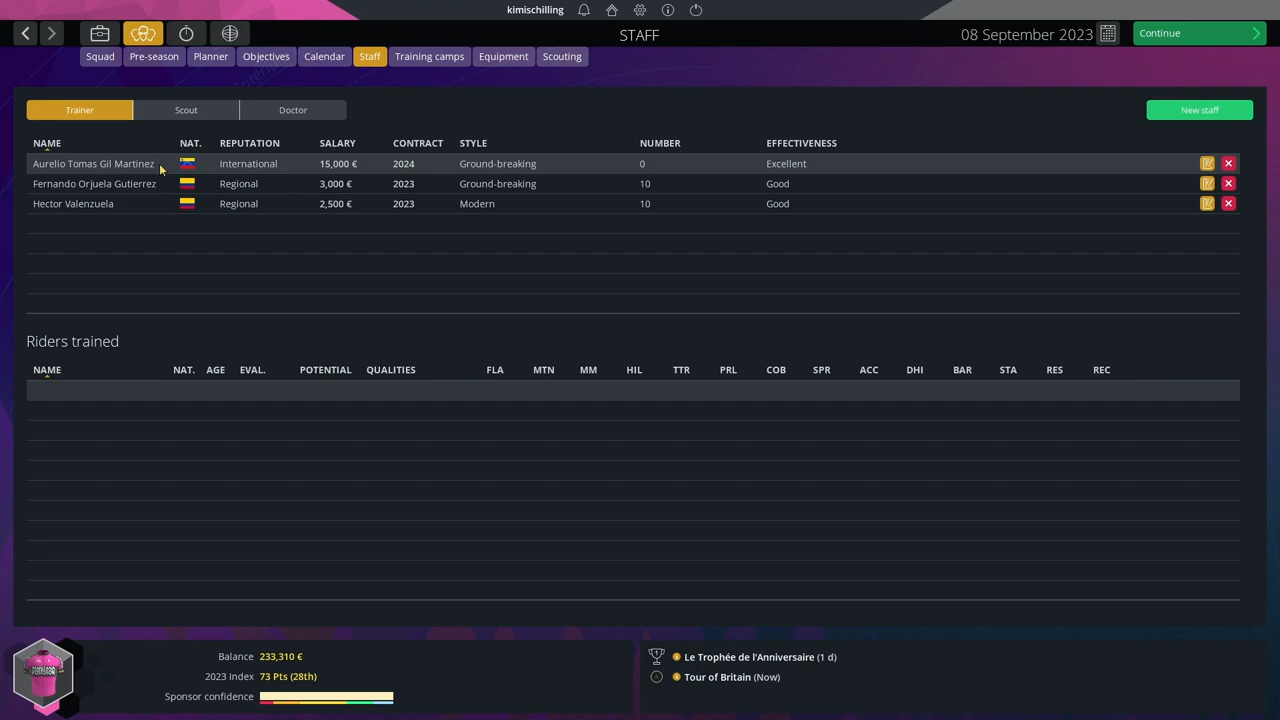 kimischilling
STAFF
08 September 2023
Continue
Squad Pre-season Planner Objectives Calendar Staff Training camps Equipment Scouting
Trainer Scout Doctor New staff
NAME NAT. REPUTATION SALARY CONTRACT STYLE NUMBER EFFECTIVENESS
Aurelio Tomas Gil Martinez International 15,000 € 2024 Ground-breaking 0 Excellent
Fernando Orjuela Gutierrez Regional 3,000 € 2023 Ground-breaking 10 Good
Hector Valenzuela Regional 2,500 € 2023 Modern 10 Good
Riders trained
NAME NAT. AGE EVAL. POTENTIAL QUALITIES FLA MTN MM HIL TTR PRL COB SPR ACC DHI BAR STA RES REC
Balance 233,310 €
2023 Index 73 Pts (28th)
Sponsor confidence
Le Trophée de l'Anniversaire (1 d)
Tour of Britain (Now)